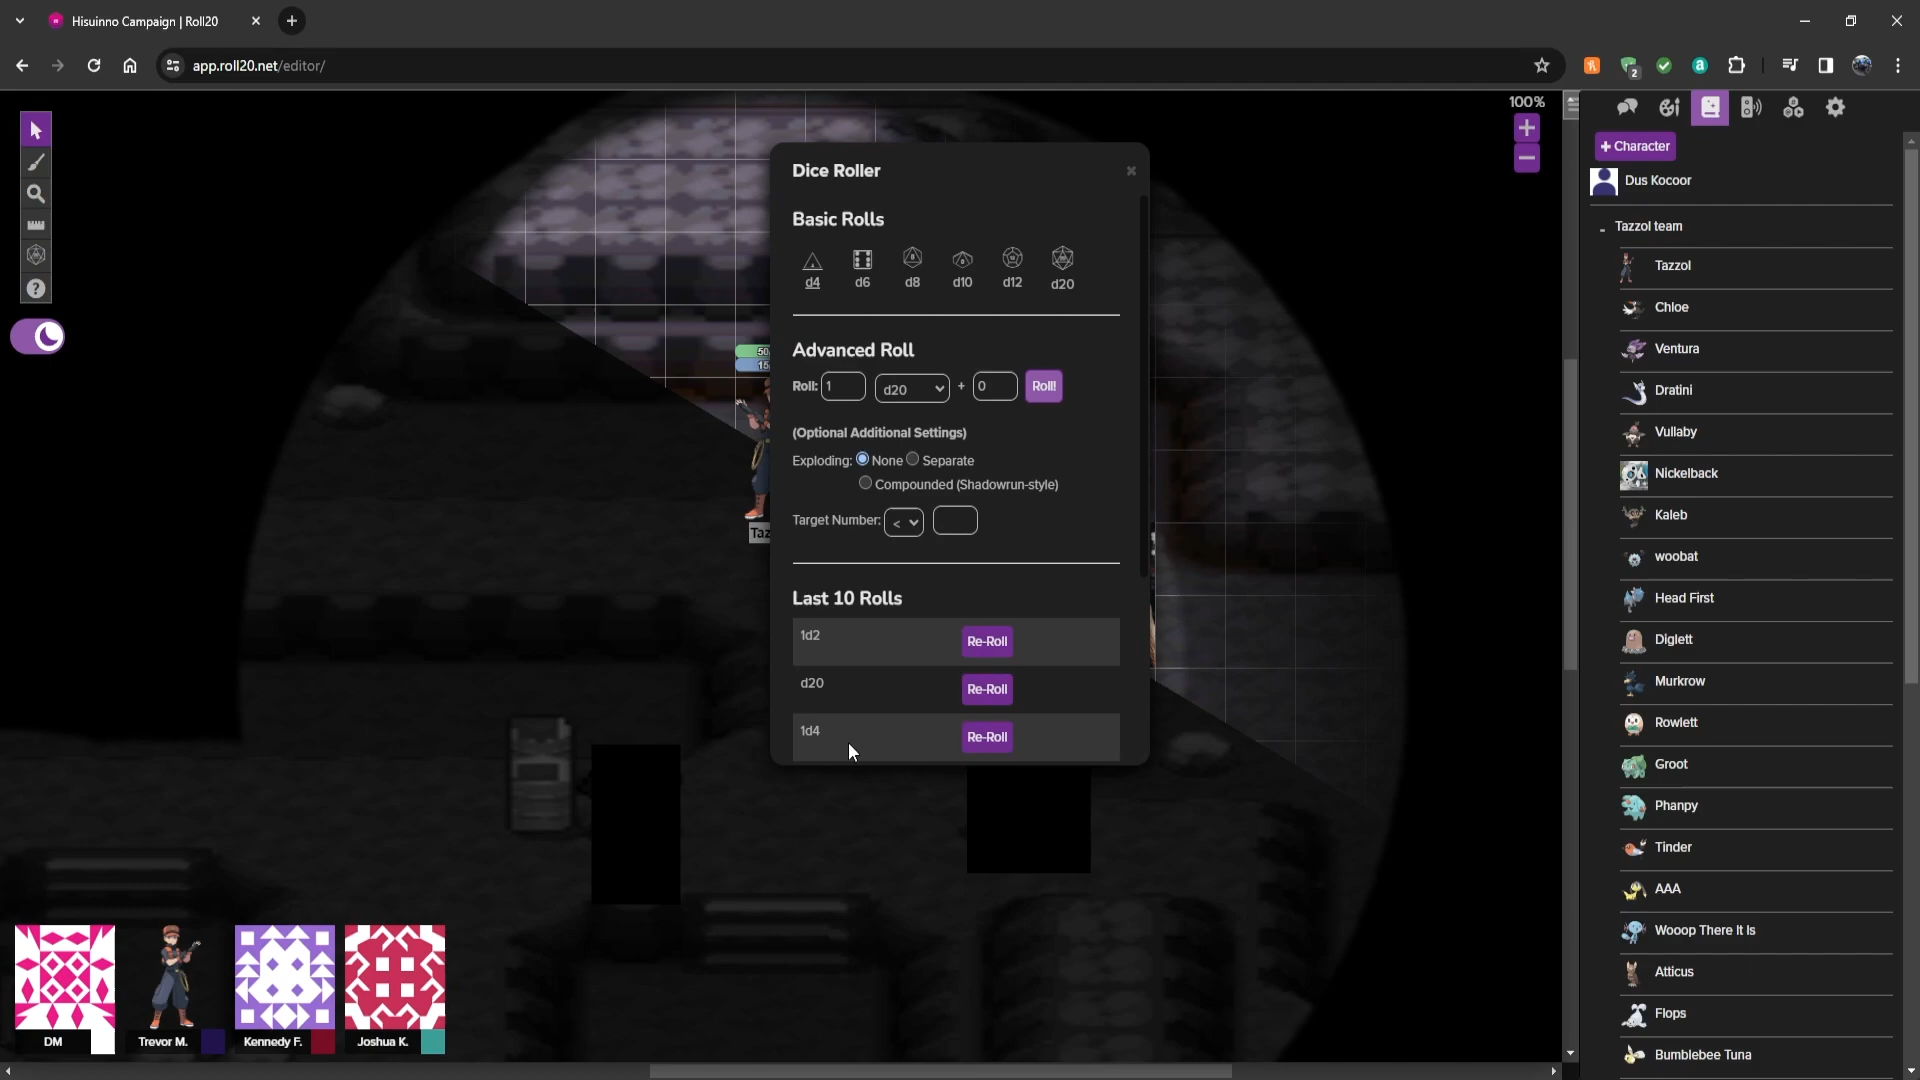 Hisuinno Campaign | Roll20
app.roll20.net/editor/
2
100%
+ Character
Dus Kocoor
Tazzol team
Tazzol
Chloe
Ventura
Dratini
Vullaby
Nickelback
Kaleb
woobat
Head First
Diglett
Murkrow
Rowlett
Groot
Phanpy
Tinder
AAA
Wooop There It Is
Atticus
Flops
Bumblebee Tuna
Dice Roller
Basic Rolls
d4 d6 d8 d10 d12 d20
Advanced Roll
Roll: 1 d20 + 0 Roll!
(Optional Additional Settings)
Exploding: None Separate
Compounded (Shadowrun-style)
Target Number: <
Last 10 Rolls
1d2 Re-Roll
d20 Re-Roll
1d4 Re-Roll
50
15
Taz
DM Trevor M. Kennedy F. Joshua K.